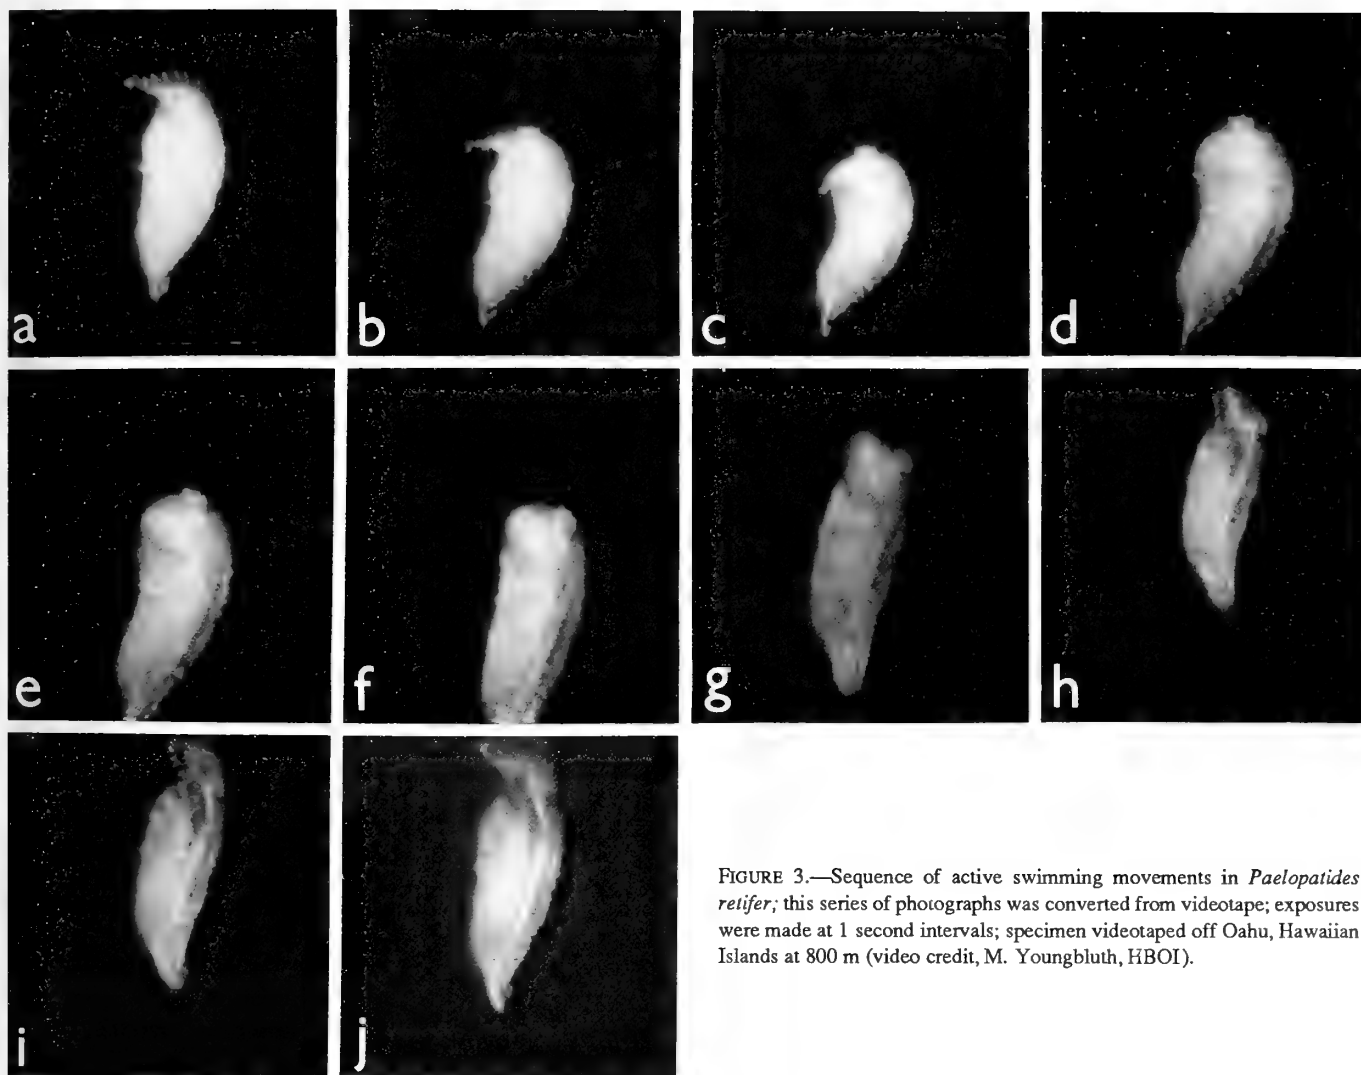 a
b
c
d
e
f
g
h
i
j
FIGURE 3.—Sequence of active swimming movements in Paelopatides
retifer; this series of photographs was converted from videotape; exposures
were made at 1 second intervals; specimen videotaped off Oahu, Hawaiian
Islands at 800 m (video credit, M. Youngbluth, HBOI).